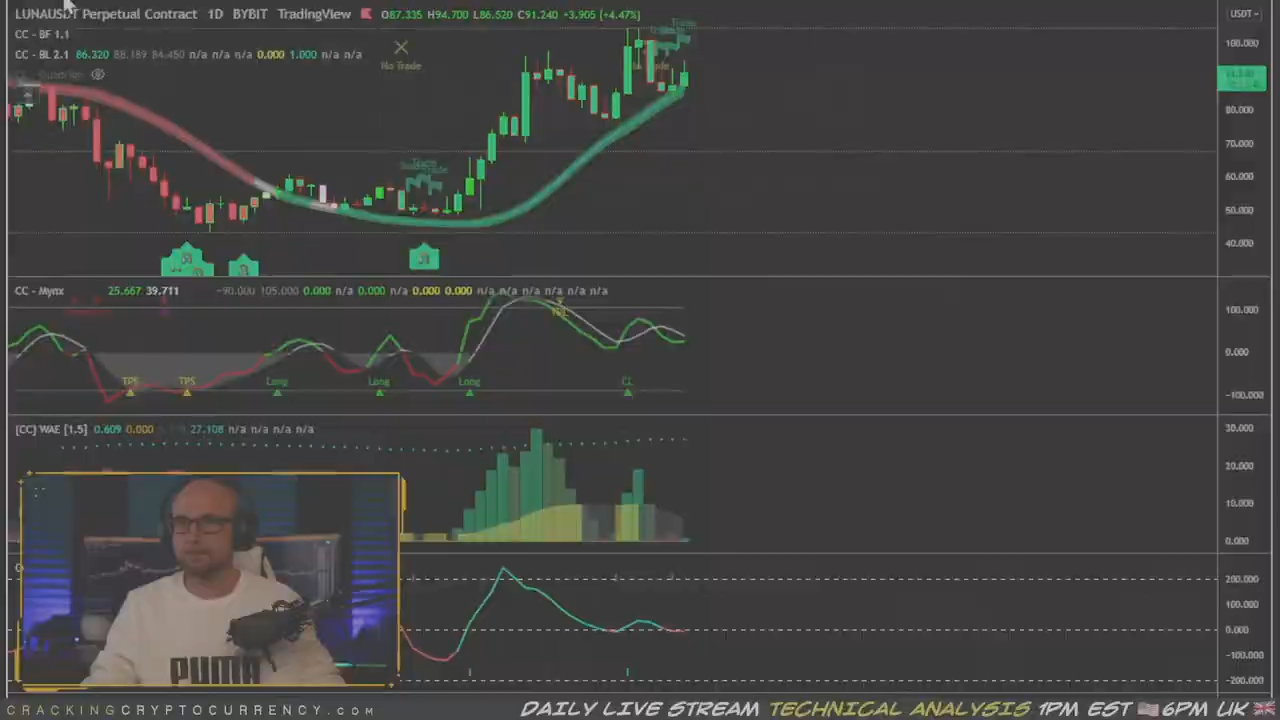 LUNAUSDT Perpetual Contract 1D BYBIT TradingView O87.335 H94.700 L86.520 C91.240 +3.905 (+4.47%)
USDT
CC - BF 1.1
CC - BL 2.1 86.320 88.189 84.450 n/a n/a n/a 0.000 1.000 n/a n/a
No Trade
100.000
80.000
70.000
60.000
50.000
40.000
CC - Mynx 25.667 39.711 -90.000 105.000 0.000 n/a 0.000 n/a 0.000 0.000 n/a n/a n/a n/a n/a n/a
100.000
0.000
-100.000
TPS TPS Long Long Long CL
[CC] WAE [1.5] 0.609 0.000 27.108 n/a n/a n/a n/a
30.000
20.000
10.000
0.000
200.000
100.000
0.000
-100.000
-200.000
PUMA
CRACKINGCRYPTOCURRENCY.com
DAILY LIVE STREAM TECHNICAL ANALYSIS 1PM EST 6PM UK